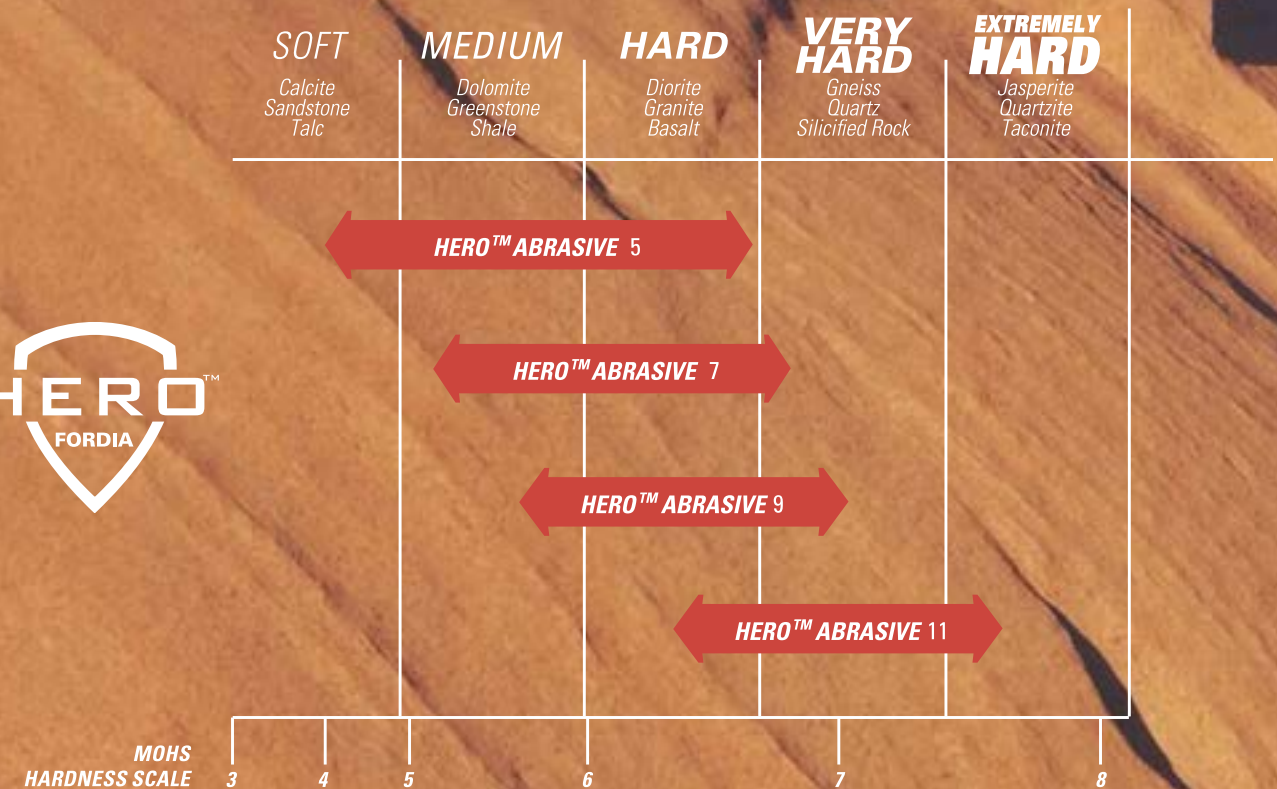 SOFT
Calcite
Sandstone
Talc
MEDIUM
Dolomite
Greenstone
Shale
HARD
Diorite
Granite
Basalt
VERY
HARD
Gneiss
Quartz
Silicified Rock
EXTREMELY
HARD
Jasperite
Quartzite
Taconite
HERO™ ABRASIVE 5
HERO™ ABRASIVE 7
HERO™
FORDIA
HERO™ ABRASIVE 9
HERO™ ABRASIVE 11
MOHS
HARDNESS SCALE
3 4 5 6 7 8